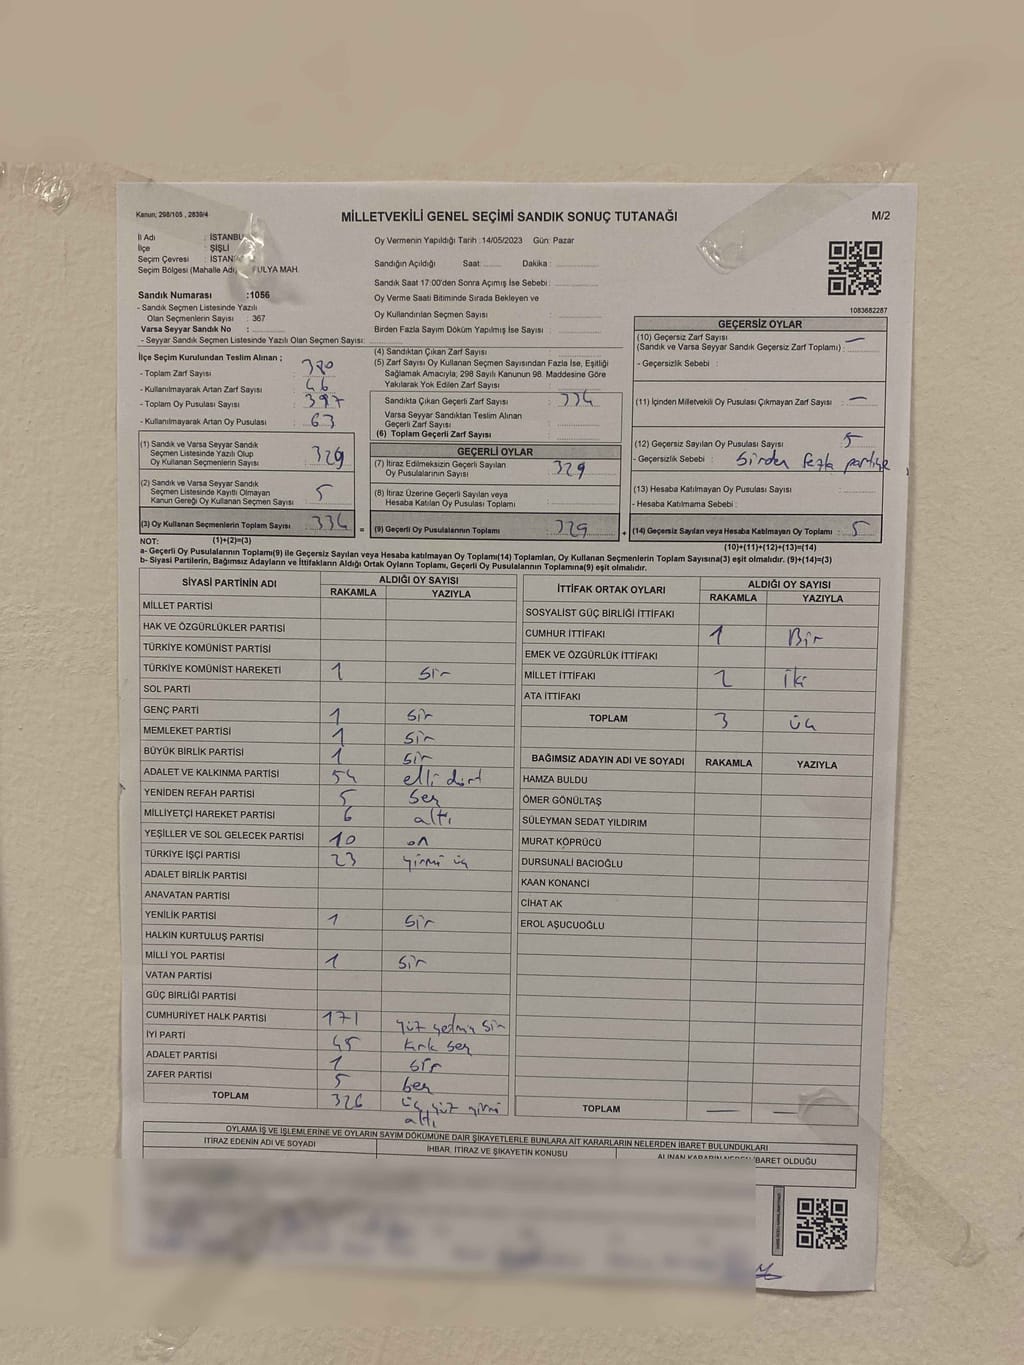 Kanun; 298/105 , 2839/4
MİLLETVEKİLİ GENEL SEÇİMİ SANDIK SONUÇ TUTANAĞI
M/2
İl Adı : İSTANBU
İlçe : ŞİŞLİ
Seçim Çevresi : İSTAN
Seçim Bölgesi (Mahalle Adı) ULYA MAH.
Sandık Numarası :1056
- Sandık Seçmen Listesinde Yazılı
Olan Seçmenlerin Sayısı : 367
Varsa Seyyar Sandık No :
- Seyyar Sandık Seçmen Listesinde Yazılı Olan Seçmen Sayısı:
İlçe Seçim Kurulundan Teslim Alınan ;
- Toplam Zarf Sayısı : 380
- Kullanılmayarak Artan Zarf Sayısı : 46
- Toplam Oy Pusulası Sayısı : 397
- Kullanılmayarak Artan Oy Pusulası : 63
(1) Sandık ve Varsa Seyyar Sandık
Seçmen Listesinde Yazılı Olup
Oy Kullanan Seçmenlerin Sayısı : 329
(2) Sandık ve Varsa Seyyar Sandık
Seçmen Listesinde Kayıtlı Olmayan
Kanun Gereği Oy Kullanan Seçmen Sayısı : 5
(3) Oy Kullanan Seçmenlerin Toplam Sayısı : 334 =
Oy Vermenin Yapıldığı Tarih :14/05/2023 Gün: Pazar
Sandığın Açıldığı Saat: Dakika :
Sandık Saat 17:00'den Sonra Açımış İse Sebebi :
Oy Verme Saati Bitiminde Sırada Bekleyen ve
Oy Kullandırılan Seçmen Sayısı :
Birden Fazla Sayım Döküm Yapılmış İse Sayısı :
(4) Sandıktan Çıkan Zarf Sayısı :
(5) Zarf Sayısı Oy Kullanan Seçmen Sayısından Fazla İse, Eşitliği
Sağlamak Amacıyla; 298 Sayılı Kanunun 98. Maddesine Göre
Yakılarak Yok Edilen Zarf Sayısı :
Sandıkta Çıkan Geçerli Zarf Sayısı : 334
Varsa Seyyar Sandıktan Teslim Alınan
Geçerli Zarf Sayısı :
(6) Toplam Geçerli Zarf Sayısı :
GEÇERLİ OYLAR
(7) İtiraz Edilmeksizin Geçerli Sayılan
Oy Pusulalarının Sayısı : 329
(8) İtiraz Üzerine Geçerli Sayılan veya
Hesaba Katılan Oy Pusulası Toplamı :
(9) Geçerli Oy Pusulalarının Toplamı : 329 +
1083682287
GEÇERSİZ OYLAR
(10) Geçersiz Zarf Sayısı
(Sandık ve Varsa Seyyar Sandık Geçersiz Zarf Toplamı) : —
- Geçersizlik Sebebi :
(11) İçinden Milletvekili Oy Pusulası Çıkmayan Zarf Sayısı : —
(12) Geçersiz Sayılan Oy Pusulası Sayısı : 5
- Geçersizlik Sebebi : Birden fazla partiye
(13) Hesaba Katılmayan Oy Pusulası Sayısı :
- Hesaba Katılmama Sebebi :
(14) Geçersiz Sayılan veya Hesaba Katılmayan Oy Toplamı : 5
NOT: (1)+(2)=(3)
(10)+(11)+(12)+(13)=(14)
a- Geçerli Oy Pusulalarının Toplamı(9) ile Geçersiz Sayılan veya Hesaba katılmayan Oy Toplamı(14) Toplamları, Oy Kullanan Seçmenlerin Toplam Sayısına(3) eşit olmalıdır. (9)+(14)=(3)
b- Siyasi Partilerin, Bağımsız Adayların ve İttifakların Aldığı Ortak Oyların Toplamı, Geçerli Oy Pusulalarının Toplamına(9) eşit olmalıdır.
SİYASİ PARTİNİN ADI ALDIĞI OY SAYISI
RAKAMLA YAZIYLA
MİLLET PARTİSİ
HAK VE ÖZGÜRLÜKLER PARTİSİ
TÜRKİYE KOMÜNİST PARTİSİ
TÜRKİYE KOMÜNİST HAREKETİ 1 bir
SOL PARTİ
GENÇ PARTİ 1 bir
MEMLEKET PARTİSİ 1 bir
BÜYÜK BİRLİK PARTİSİ 1 bir
ADALET VE KALKINMA PARTİSİ 54 elli dört
YENİDEN REFAH PARTİSİ 5 beş
MİLLİYETÇİ HAREKET PARTİSİ 6 altı
YEŞİLLER VE SOL GELECEK PARTİSİ 10 on
TÜRKİYE İŞÇİ PARTİSİ 23 yirmi üç
ADALET BİRLİK PARTİSİ
ANAVATAN PARTİSİ
YENİLİK PARTİSİ 1 bir
HALKIN KURTULUŞ PARTİSİ
MİLLİ YOL PARTİSİ 1 bir
VATAN PARTİSİ
GÜÇ BİRLİĞİ PARTİSİ
CUMHURİYET HALK PARTİSİ 171 yüz yetmiş bir
İYİ PARTİ 45 kırk beş
ADALET PARTİSİ 1 bir
ZAFER PARTİSİ 5 beş
TOPLAM 326 üç yüz yirmi
altı
İTTİFAK ORTAK OYLARI ALDIĞI OY SAYISI
RAKAMLA YAZIYLA
SOSYALİST GÜÇ BİRLİĞİ İTTİFAKI
CUMHUR İTTİFAKI 1 Bir
EMEK VE ÖZGÜRLÜK İTTİFAKI
MİLLET İTTİFAKI 2 İki
ATA İTTİFAKI
TOPLAM 3 üç
BAĞIMSIZ ADAYIN ADI VE SOYADI RAKAMLA YAZIYLA
HAMZA BULDU
ÖMER GÖNÜLTAŞ
SÜLEYMAN SEDAT YILDIRIM
MURAT KÖPRÜCÜ
DURSUNALİ BACIOĞLU
KAAN KONANCİ
CİHAT AK
EROL AŞUCUOĞLU
TOPLAM — —
OYLAMA İŞ VE İŞLEMLERİNE VE OYLARIN SAYIM DÖKÜMÜNE DAİR ŞİKAYETLERLE BUNLARA AİT KARARLARIN NELERDEN İBARET BULUNDUKLARI
İTİRAZ EDENİN ADI VE SOYADI İHBAR, İTİRAZ VE ŞİKAYETİN KONUSU ALINAN KARARIN NEDEN İBARET OLDUĞU